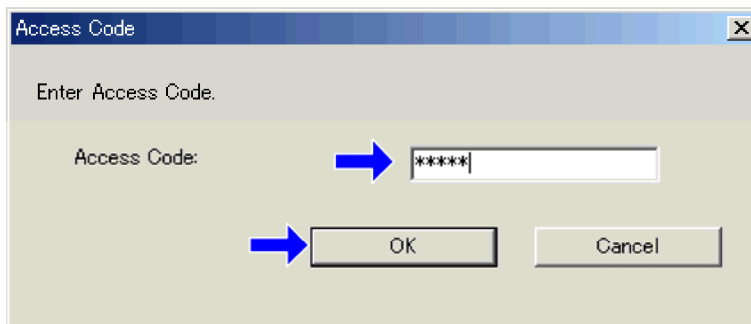 Access Code
Enter Access Code.
Access Code: *****
OK Cancel